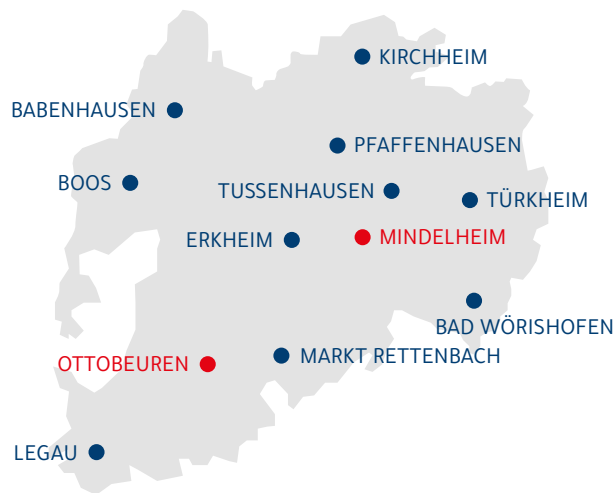 KIRCHHEIM
BABENHAUSEN
PFAFFENHAUSEN
BOOS
TUSSENHAUSEN
TÜRKHEIM
ERKHEIM
MINDELHEIM
BAD WÖRISHOFEN
MARKT RETTENBACH
OTTOBEUREN
LEGAU